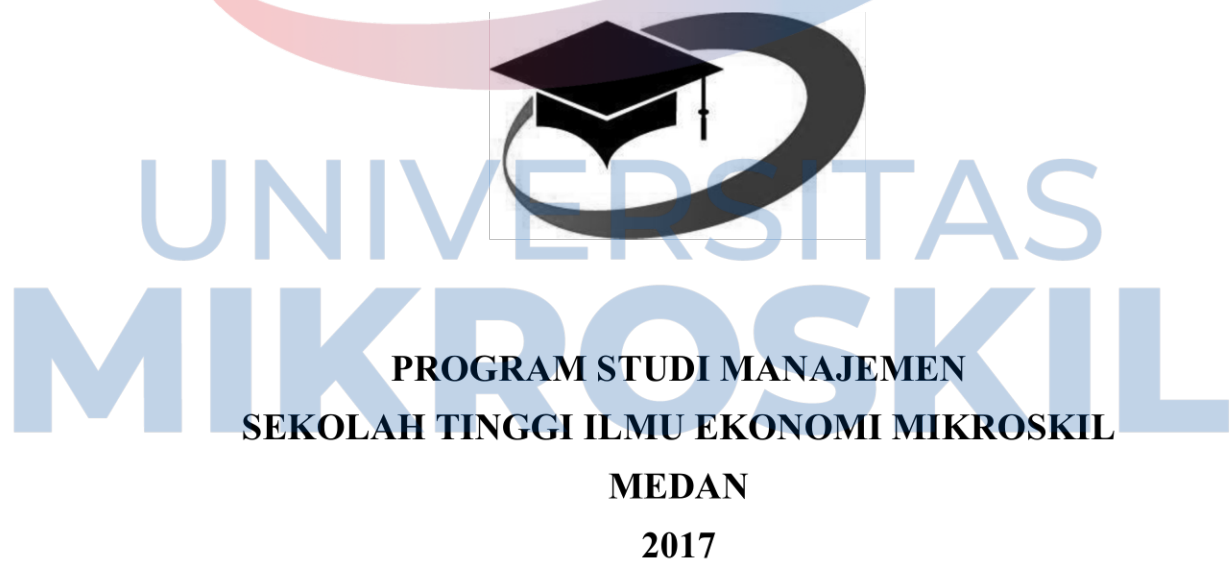 UNIVERSITAS
MIKROSKIL
PROGRAM STUDI MANAJEMEN
SEKOLAH TINGGI ILMU EKONOMI MIKROSKIL
MEDAN
2017